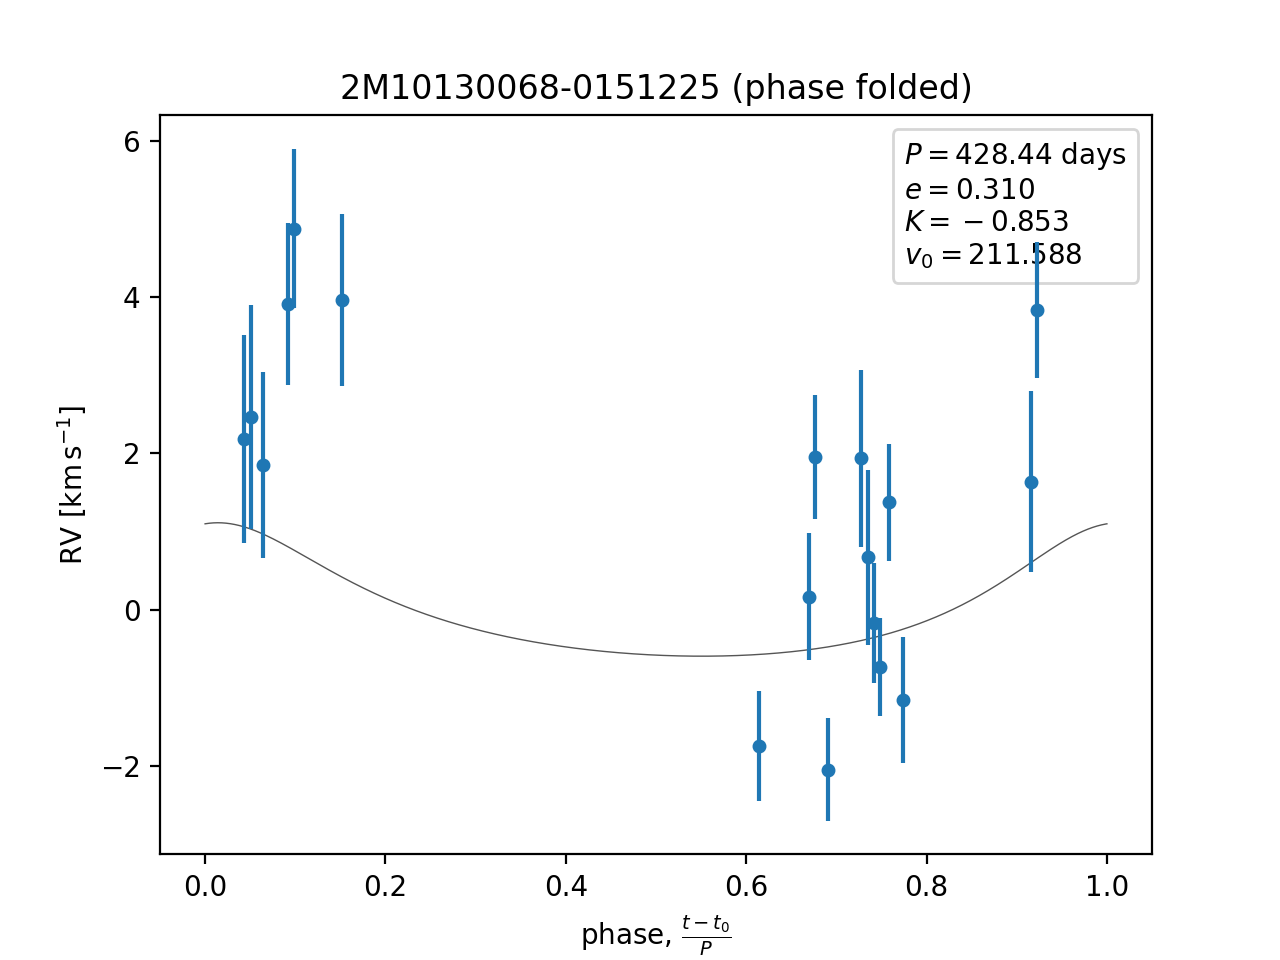 2M10130068-0151225 (phase folded)
P = 428.44 days
e = 0.310
K = −0.853
v₀ = 211.588
RV [km s⁻¹]
6
4
2
0
−2
0.0 0.2 0.4 0.6 0.8 1.0
phase, (t − t₀)/P